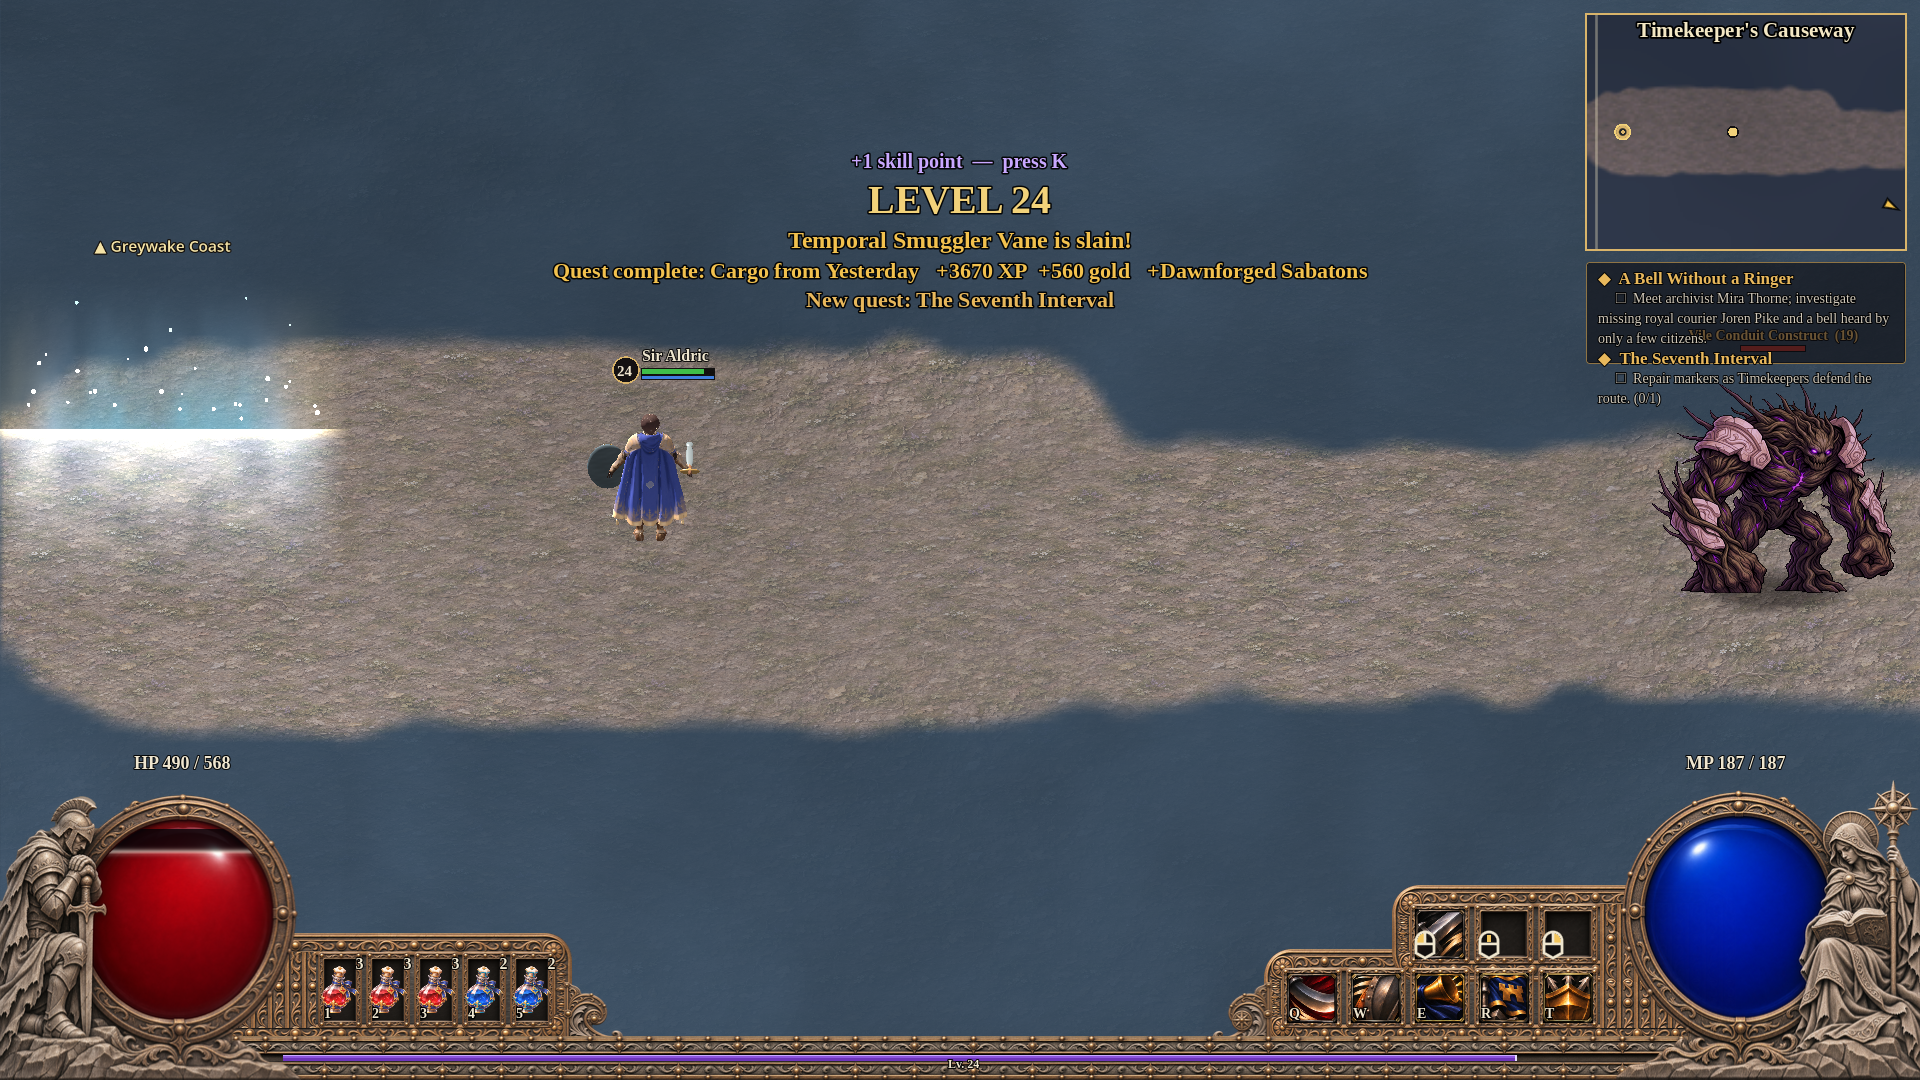 Timekeeper's Causeway
+1 skill point — press K
LEVEL 24
Temporal Smuggler Vane is slain!
Quest complete: Cargo from Yesterday +3670 XP +560 gold +Dawnforged Sabatons
New quest: The Seventh Interval
▲ Greywake Coast
◆ A Bell Without a Ringer
Meet archivist Mira Thorne; investigate
missing royal courier Joren Pike and a bell heard by
only a few citizens.
Vile Conduit Construct (19)
◆ The Seventh Interval
Repair markers as Timekeepers defend the
route. (0/1)
Sir Aldric
24
HP 490 / 568
MP 187 / 187
3 3 3 2 2
1 2 3 4 5
Q W E R T
Lv. 24